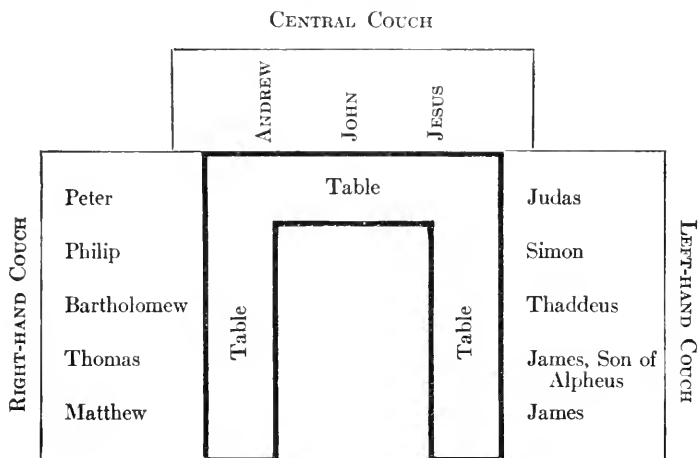 CENTRAL COUCH
ANDREW
JOHN
JESUS
Table
RIGHT-HAND COUCH
Peter
Philip
Bartholomew
Thomas
Matthew
Table
Table
Judas
Simon
Thaddeus
James, Son of
Alpheus
James
LEFT-HAND COUCH